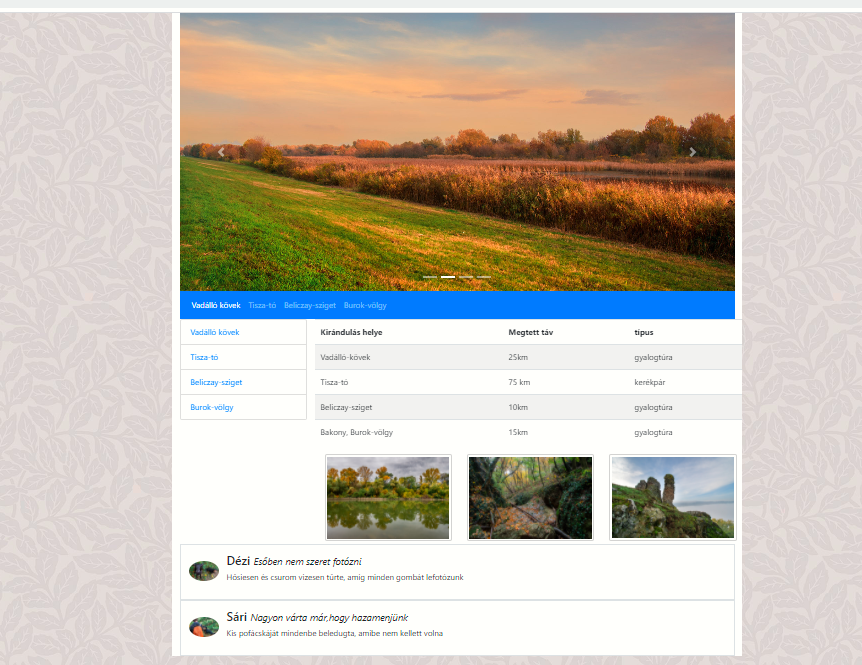 Vadálló kövek Tisza-tó Beliczay-sziget Burok-völgy
Vadálló kövek
Tisza-tó
Beliczay-sziget
Burok-völgy
Kirándulás helye Megtett táv típus
Vadálló-kövek 25km gyalogtúra
Tisza-tó 75 km kerékpár
Beliczay-sziget 10km gyalogtúra
Bakony, Burok-völgy 15km gyalogtúra
Dézi Esőben nem szeret fotózni
Hősiesen és csurom vizesen tűrte, amíg minden gombát lefotózunk
Sári Nagyon várta már,hogy hazamenjünk
Kis pofácskáját mindenbe beledugta, amibe nem kellett volna